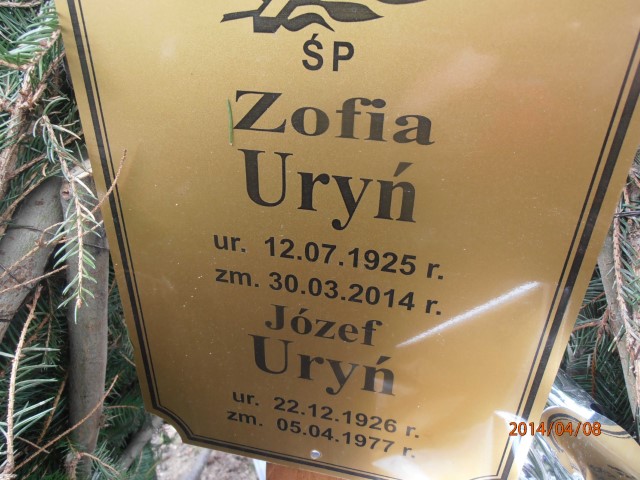 ŚP
Zofia
Uryń
ur. 12.07.1925 r.
zm. 30.03.2014 r.
Józef
Uryń
ur. 22.12.1926 r.
zm. 05.04.1977 r.
2014/04/08